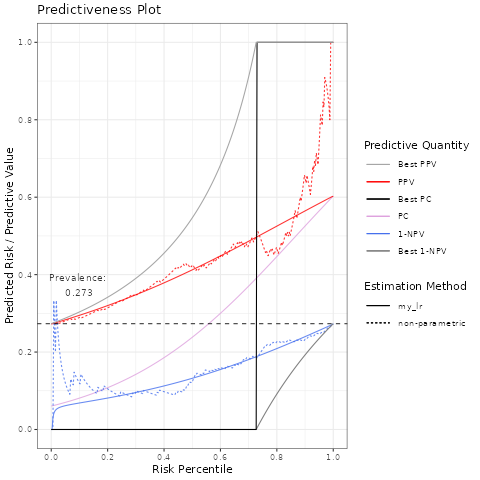 Predictiveness Plot
Predicted Risk / Predictive Value
1.0
0.8
0.6
0.4
0.2
0.0
Prevalence:
0.273
0.0 0.2 0.4 0.6 0.8 1.0
Risk Percentile
Predictive Quantity
Best PPV
PPV
Best PC
PC
1-NPV
Best 1-NPV
Estimation Method
my_lr
non-parametric